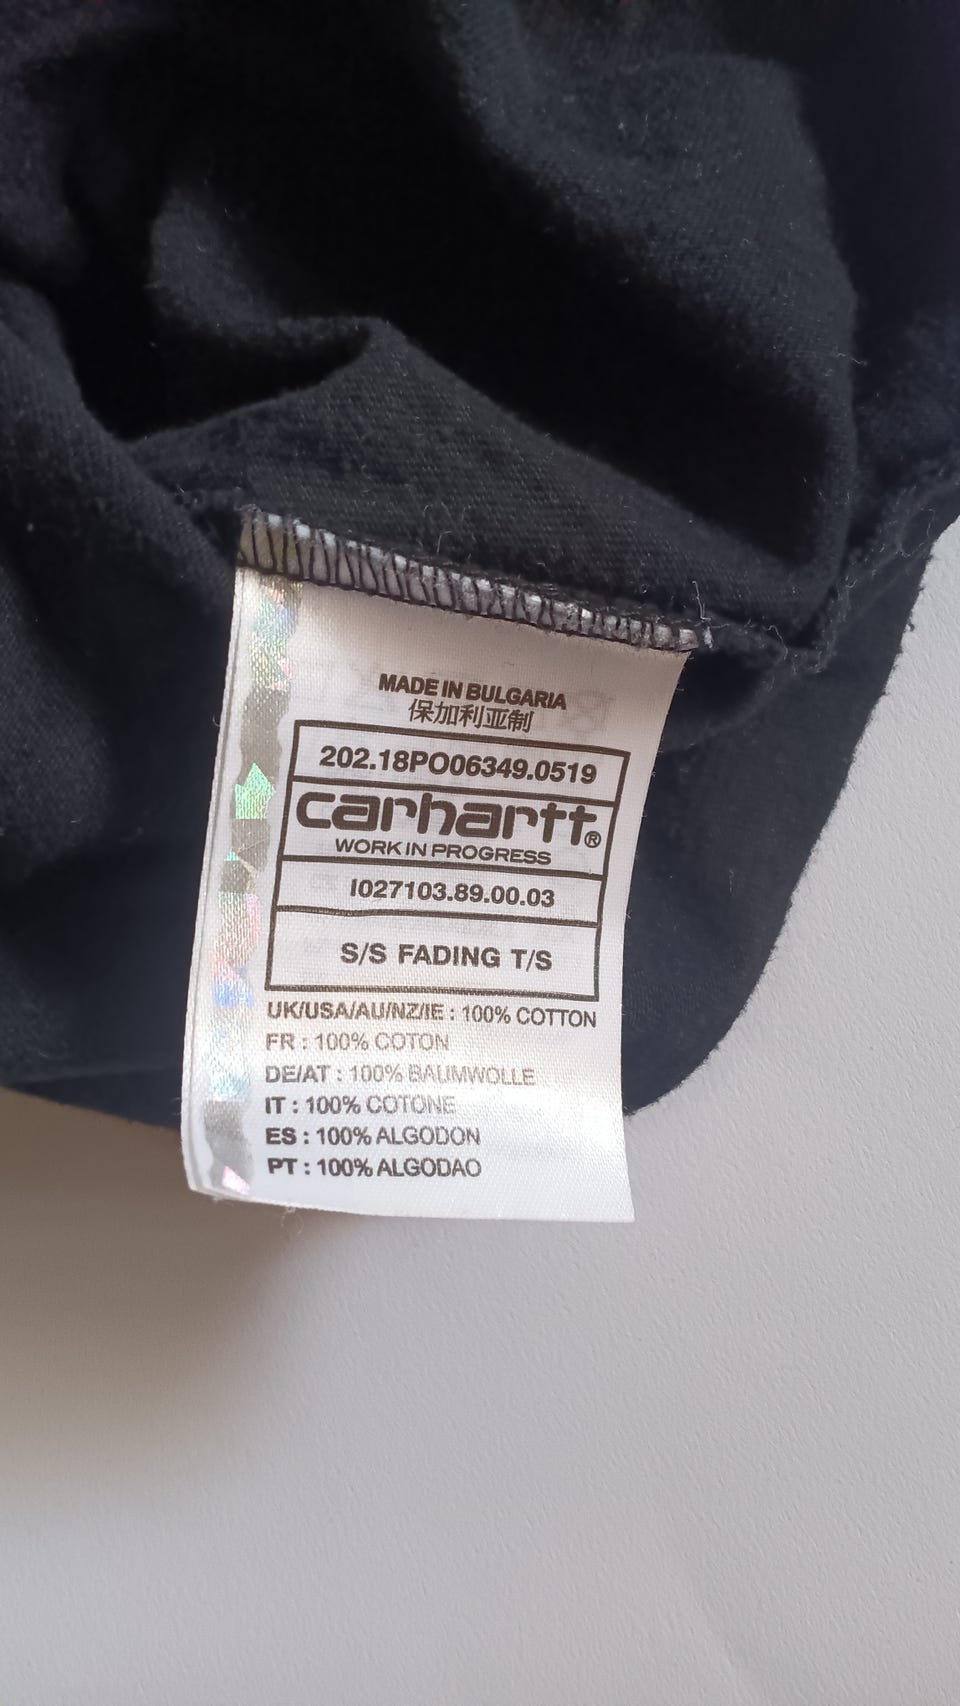 MADE IN BULGARIA
保加利亚制
202.18PO06349.0519
carhartt®
WORK IN PROGRESS
I027103.89.00.03
S/S FADING T/S
UK/USA/AU/NZ/IE : 100% COTTON
FR : 100% COTON
DE/AT : 100% BAUMWOLLE
IT : 100% COTONE
ES : 100% ALGODON
PT : 100% ALGODAO